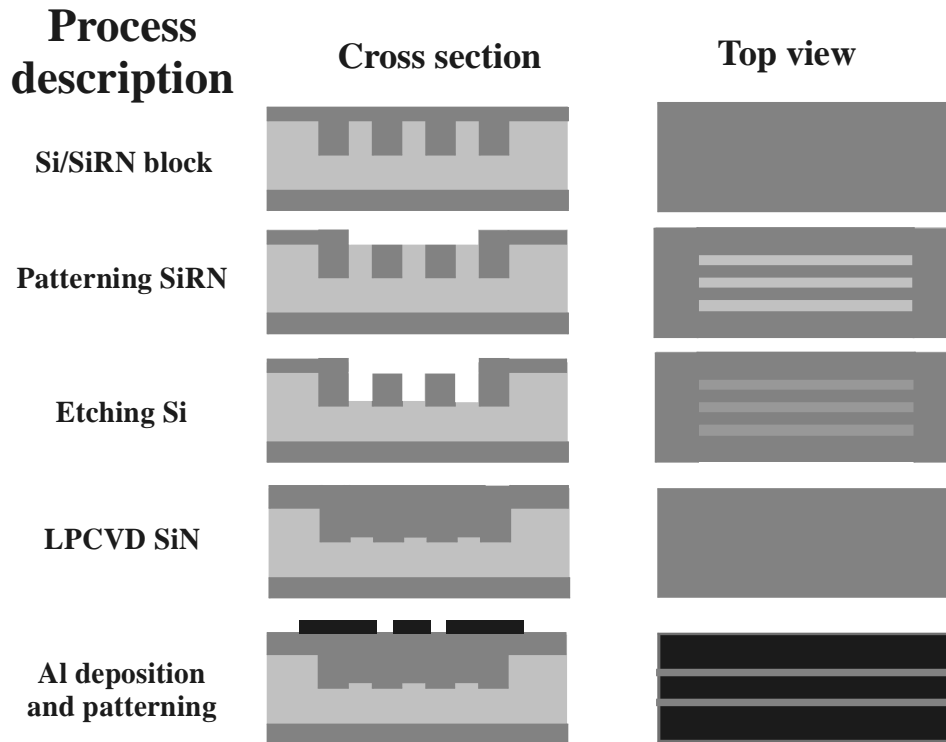 Process
description
Cross section
Top view
Si/SiRN block
Patterning SiRN
Etching Si
LPCVD SiN
Al deposition
and patterning